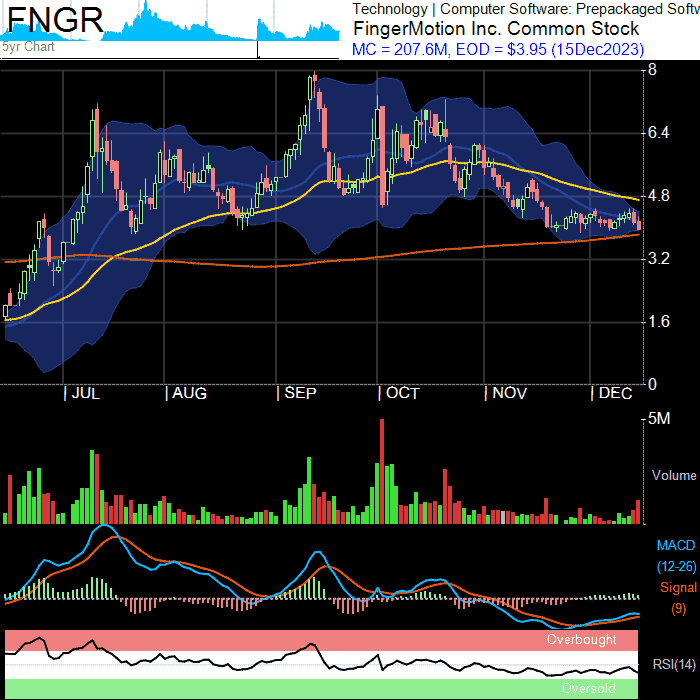 FNGR
5yr Chart
Technology | Computer Software: Prepackaged Softw
FingerMotion Inc. Common Stock
MC = 207.6M, EOD = $3.95 (15Dec2023)
8
6.4
4.8
3.2
1.6
0
| JUL | AUG | SEP | OCT | NOV | DEC
5M
Volume
MACD
(12-26)
Signal
(9)
Overbought
RSI(14)
Oversold